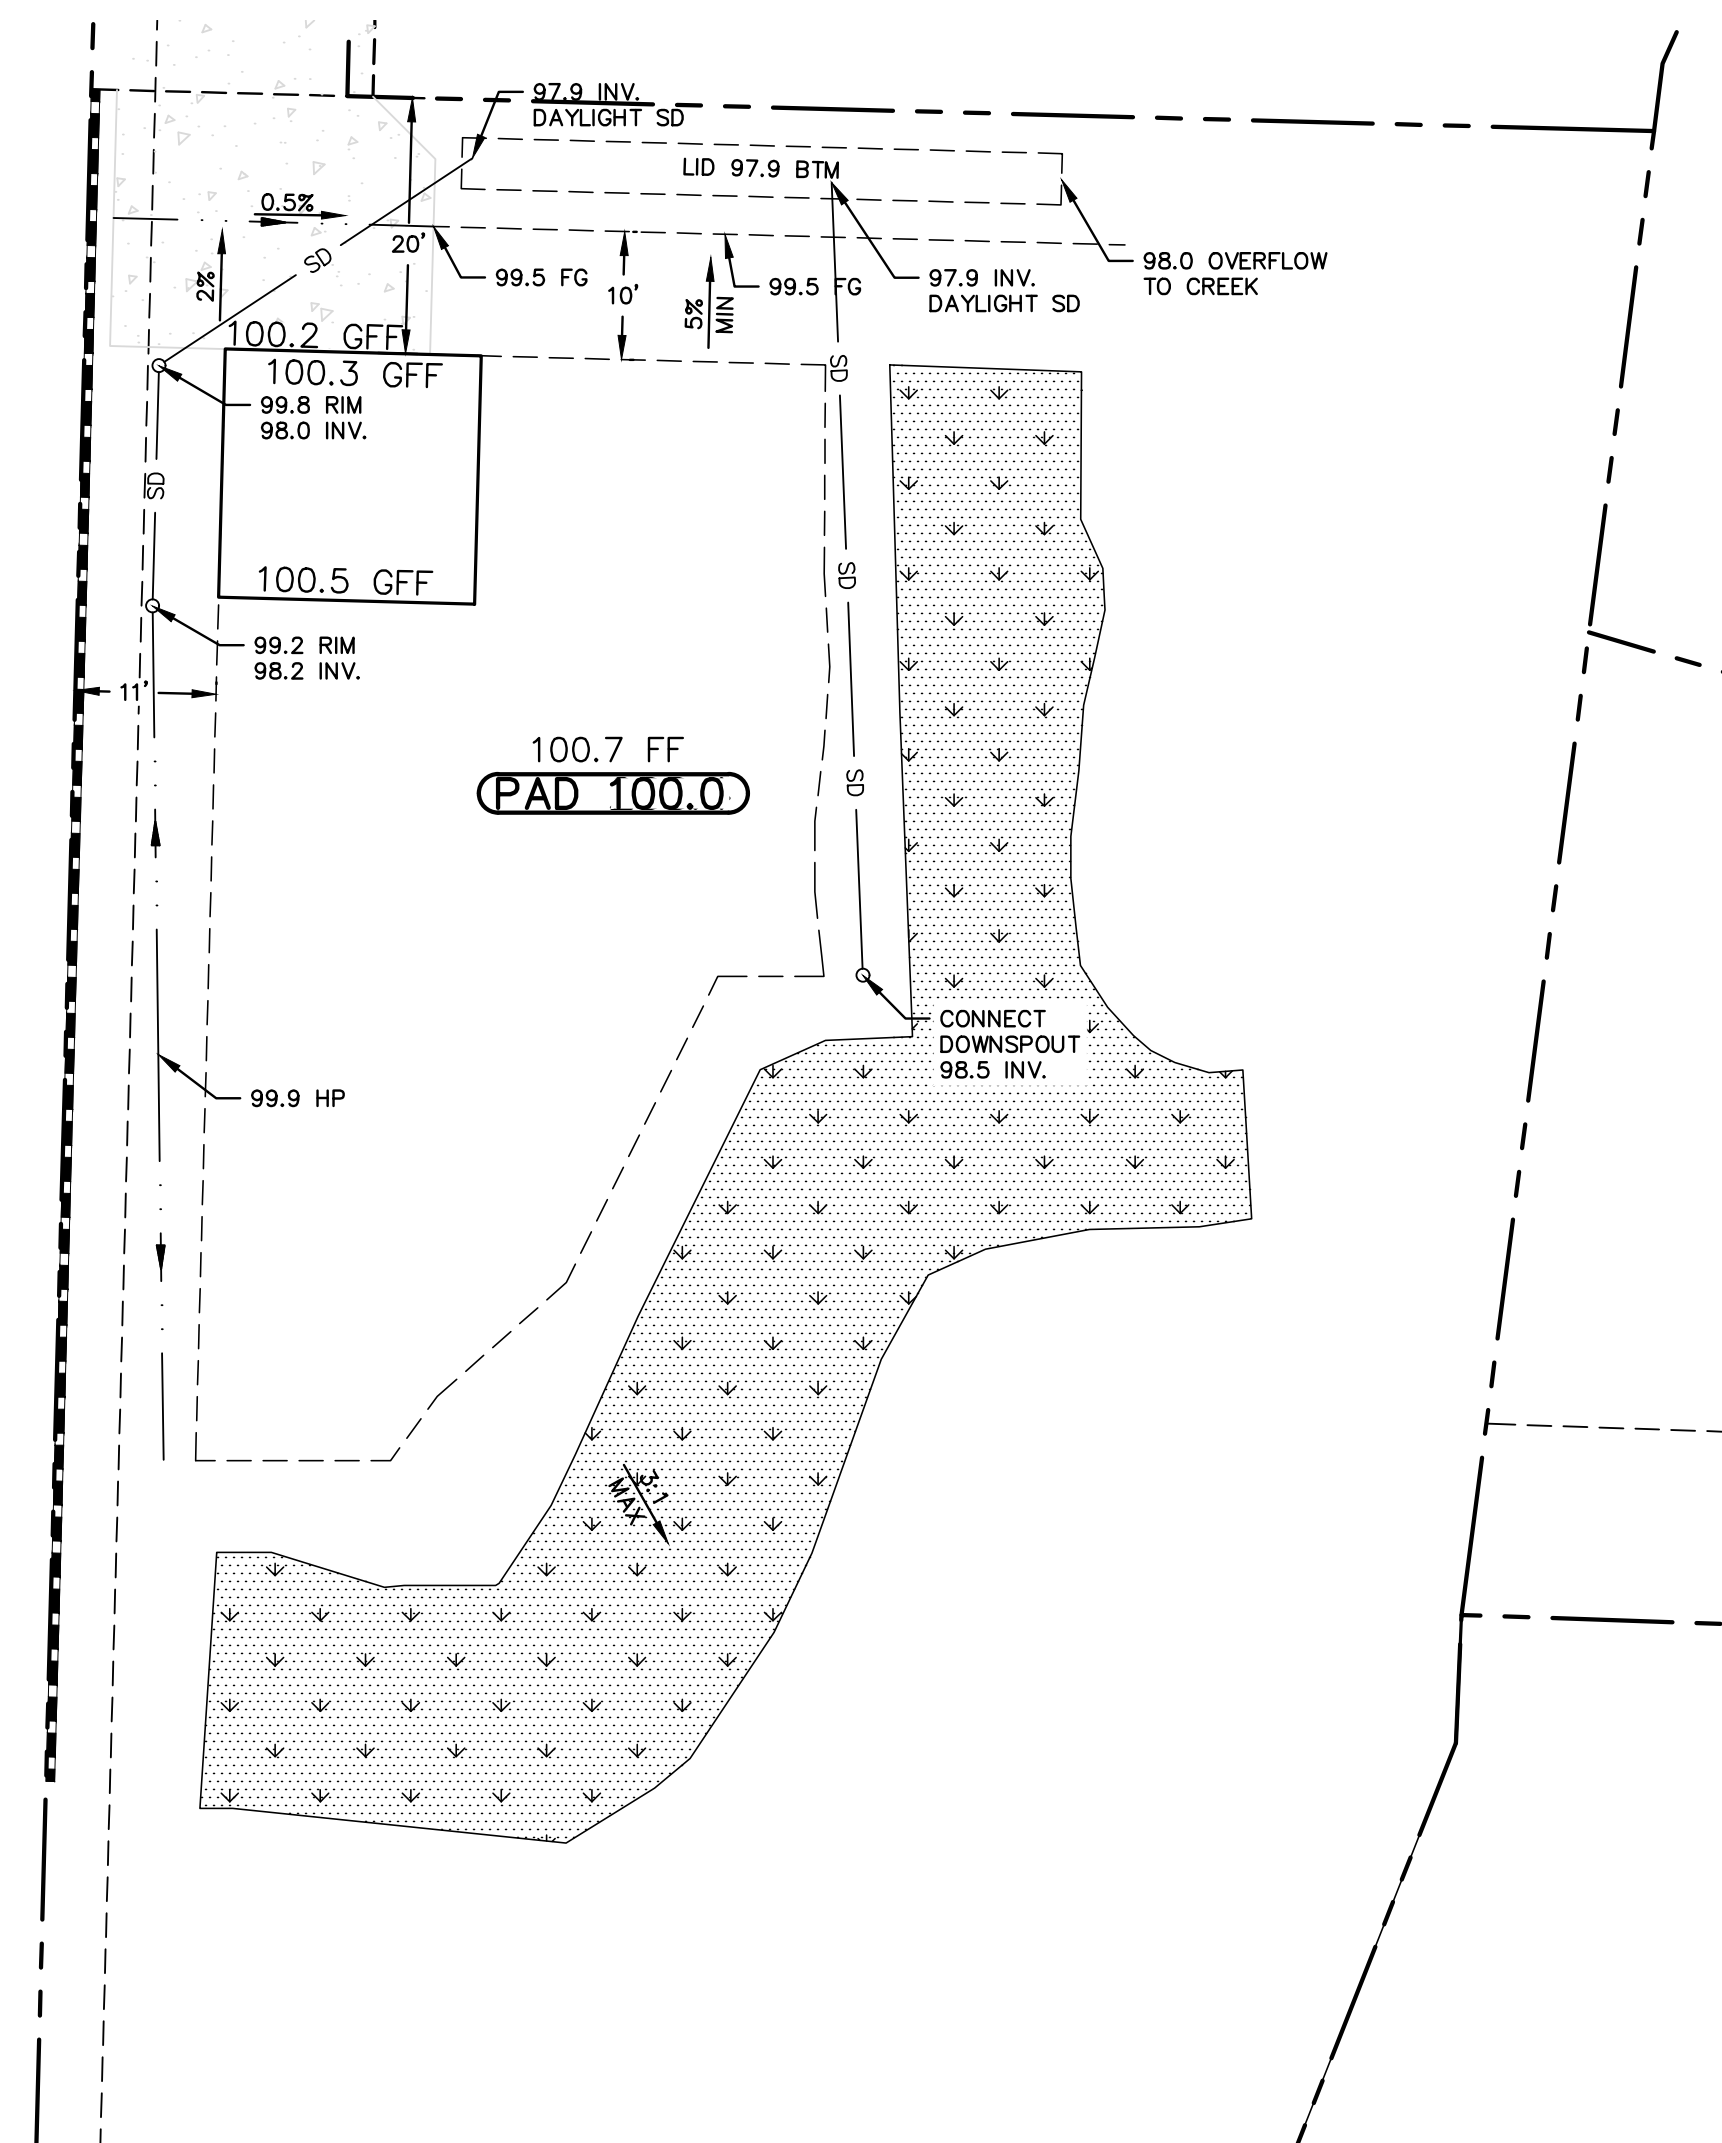 97.9 INV.
DAYLIGHT SD
LID 97.9 BTM
0.5%
20'
SD
99.5 FG
10'
99.5 FG
97.9 INV.
DAYLIGHT SD
98.0 OVERFLOW
TO CREEK
2%
5%
MIN
100.2 GFF
100.3 GFF
99.8 RIM
98.0 INV.
SD
SD
100.5 GFF
SD
99.2 RIM
98.2 INV.
11'
100.7 FF
PAD 100.0
SD
CONNECT
DOWNSPOUT
98.5 INV.
99.9 HP
3:1
MAX